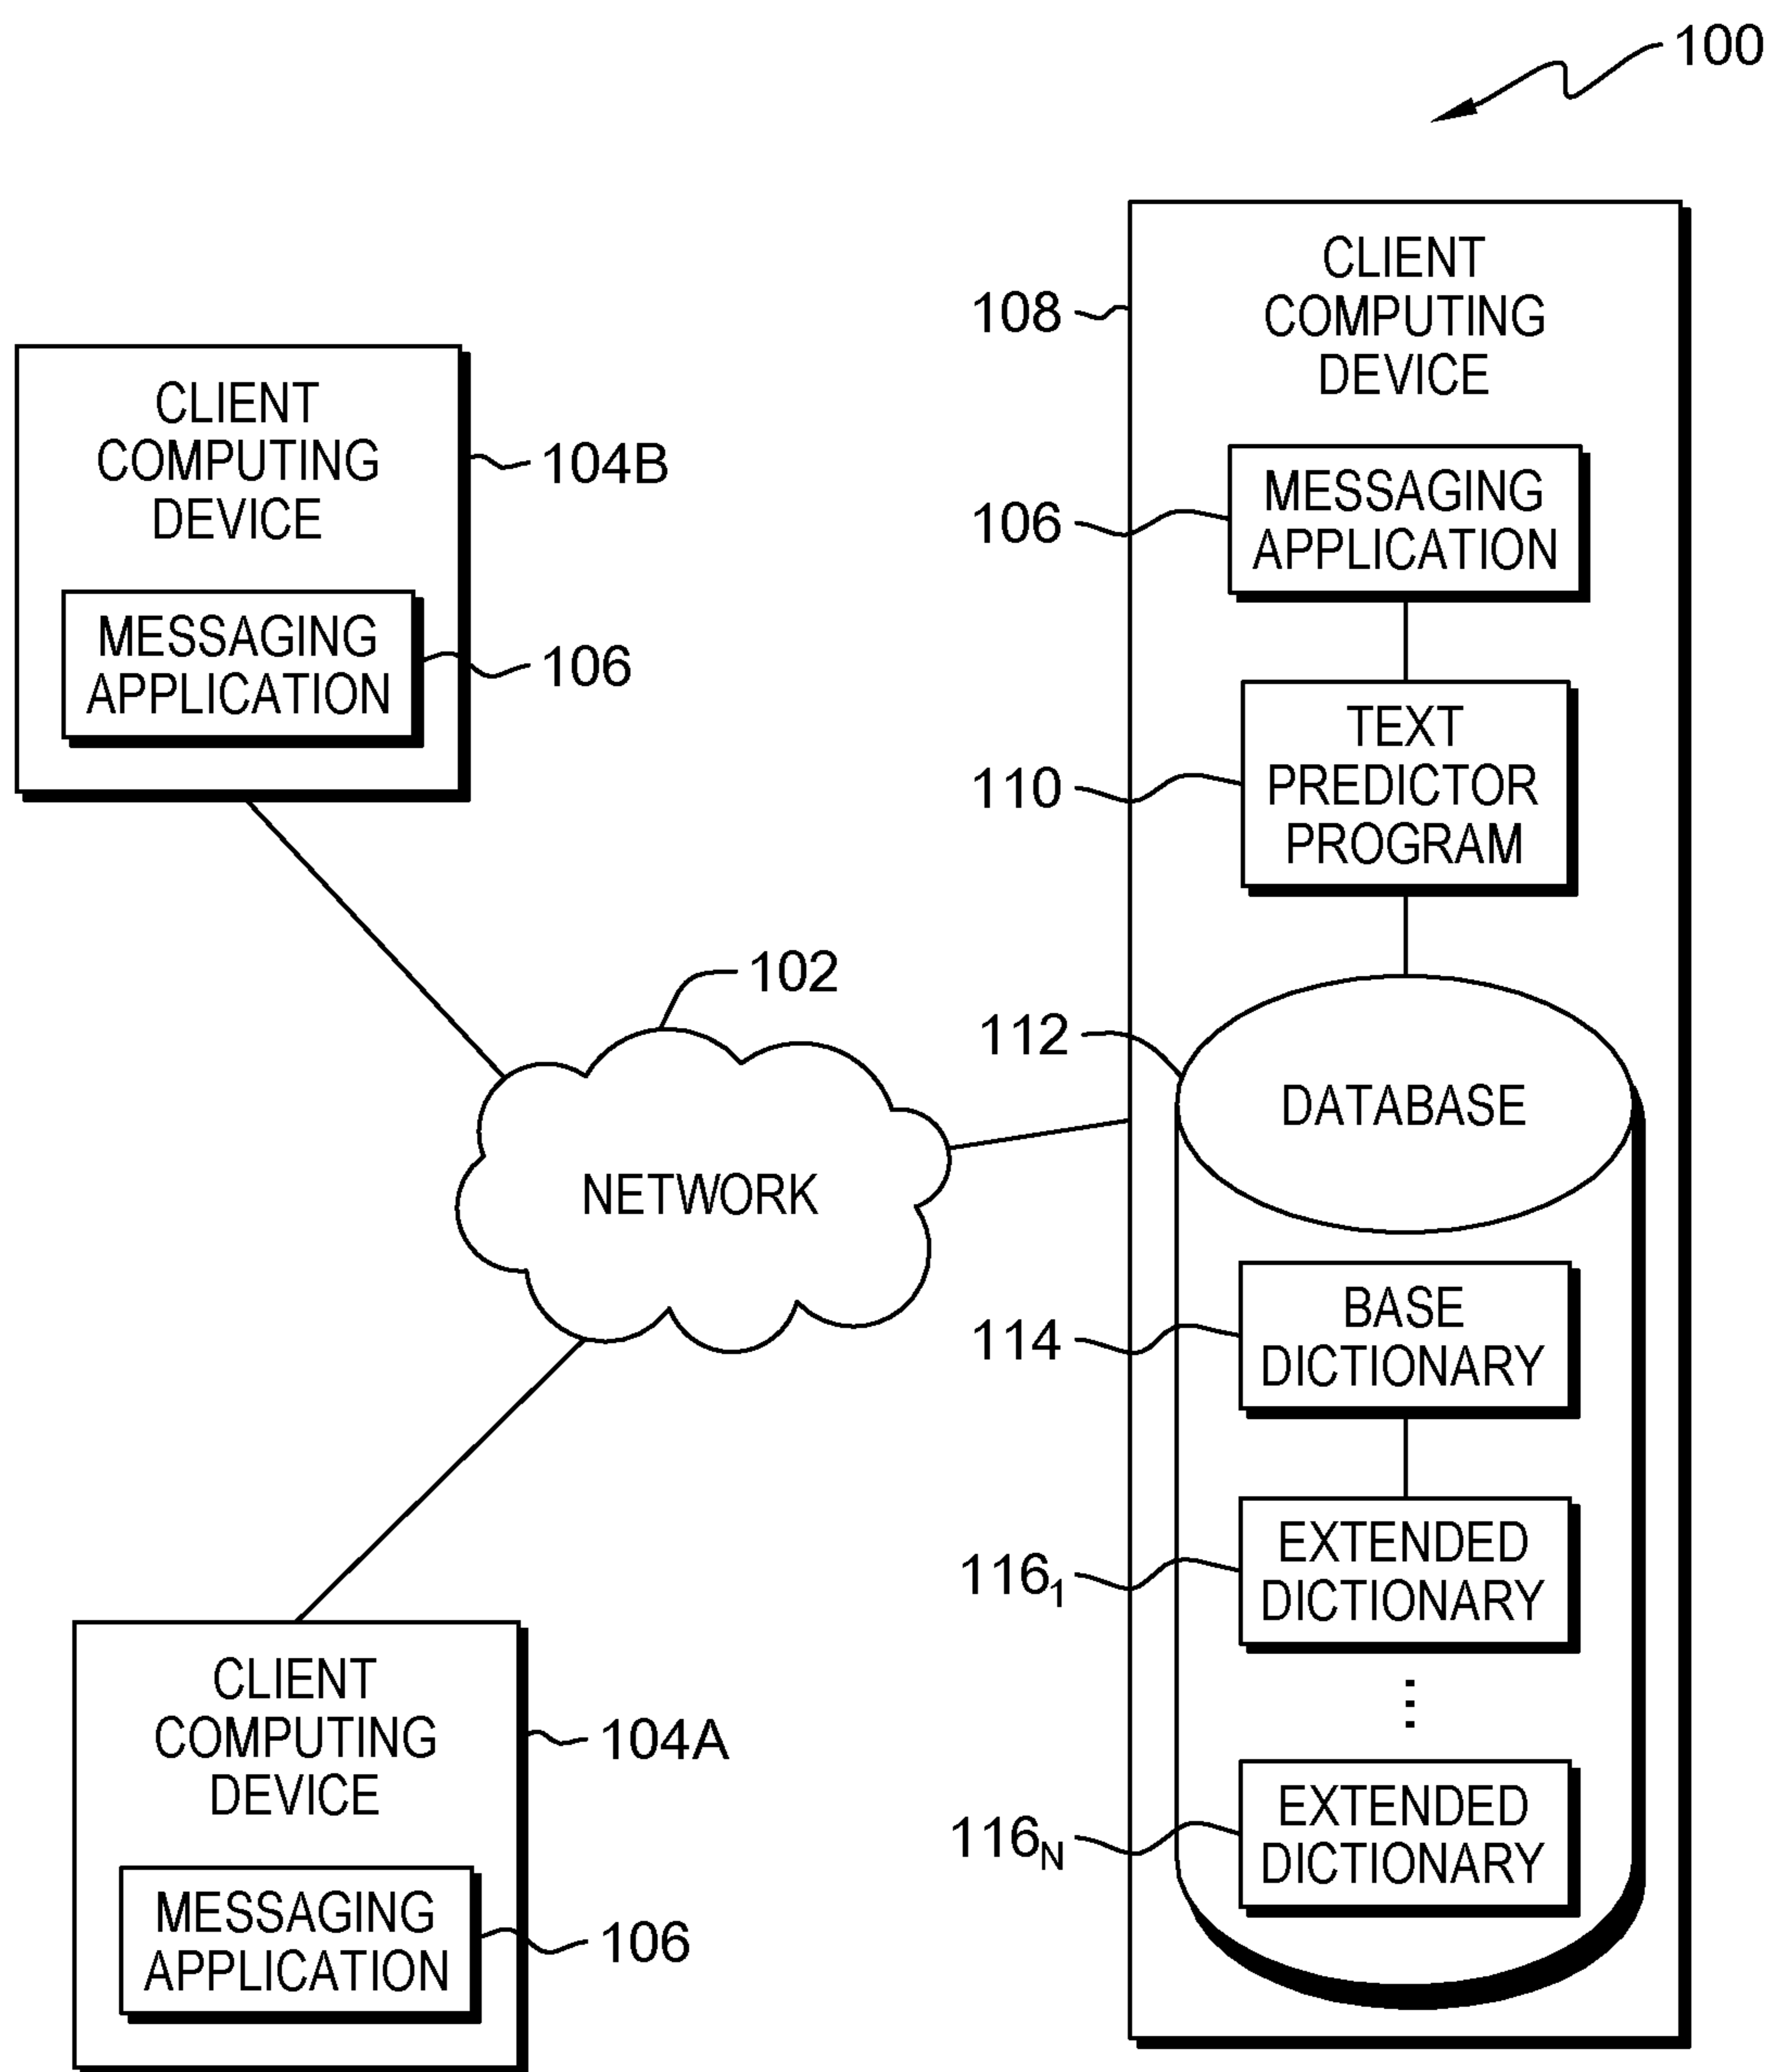 100
CLIENT
COMPUTING
DEVICE
108
MESSAGING
APPLICATION
106
TEXT
PREDICTOR
PROGRAM
110
DATABASE
112
BASE
DICTIONARY
114
EXTENDED
DICTIONARY
116₁
⋮
EXTENDED
DICTIONARY
116N
CLIENT
COMPUTING
DEVICE
104B
MESSAGING
APPLICATION
106
102
NETWORK
CLIENT
COMPUTING
DEVICE
104A
MESSAGING
APPLICATION
106